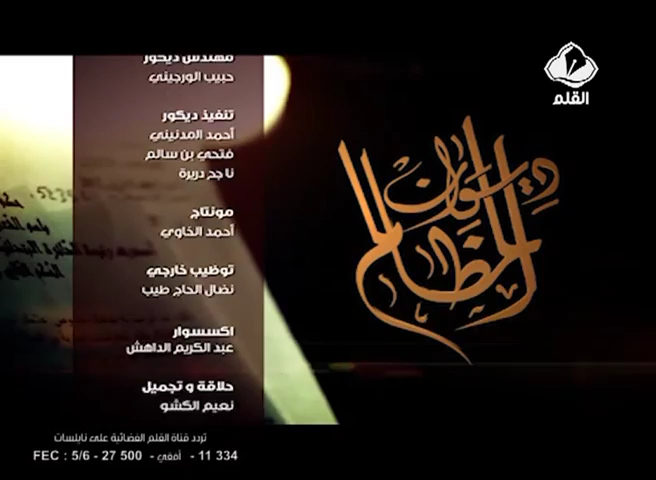 مهندس ديكور
حبيب الورجيني
تنفيذ ديكور
أحمد المدنيني
فتحي بن سالم
ناجح دريرة
مونتاج
أحمد الخاوي
توظيب خارجي
نضال الحاج طيب
اكسسوار
عبد الكريم الداهش
حلاقة و تجميل
نعيم الكشو
القلم
ديوان
المظالم
تردد قناة القلم الفضائية على نايلسات
FEC : 5/6 - 27 500 - أفقي - 11 334